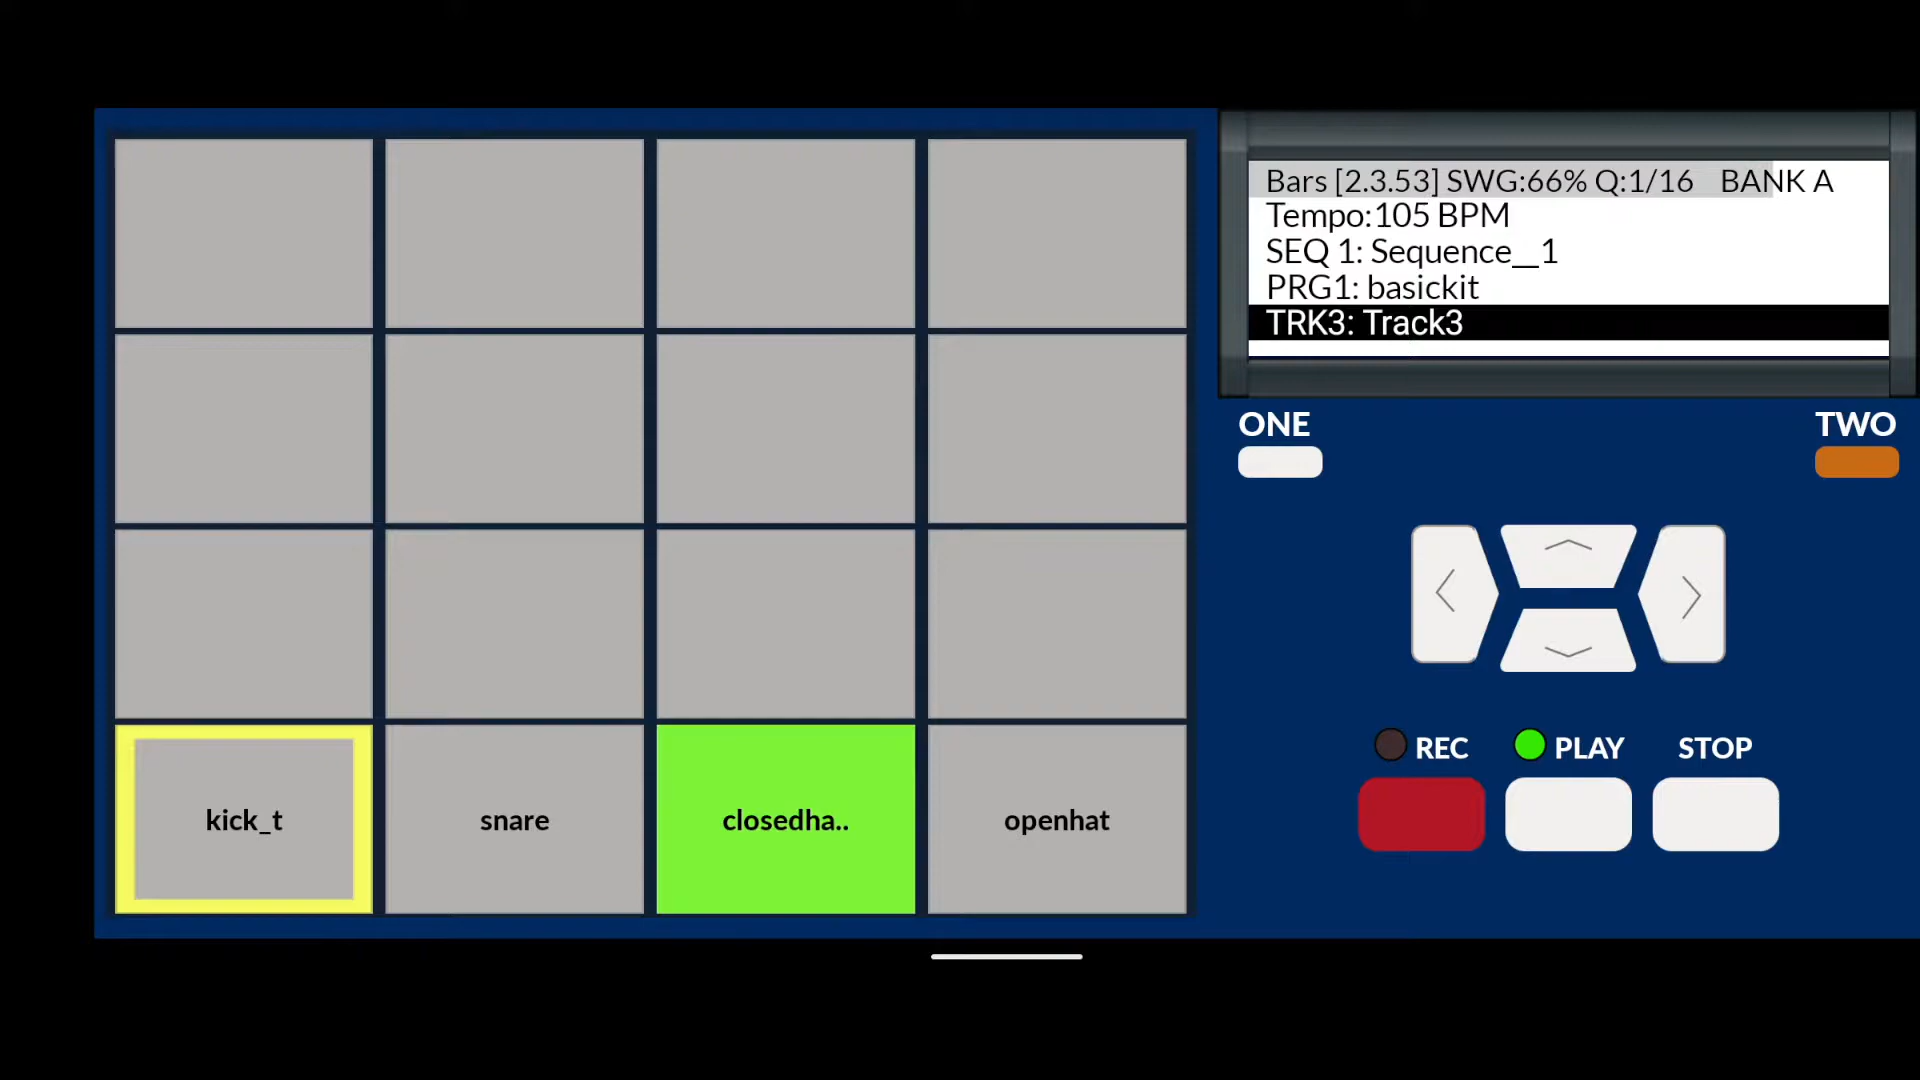 Bars [2.3.53] SWG:66% Q:1/16 BANK A
Tempo:105 BPM
SEQ 1: Sequence__1
PRG1: basickit
TRK3: Track3
ONE
TWO
REC
PLAY
STOP
kick_t
snare
closedha..
openhat